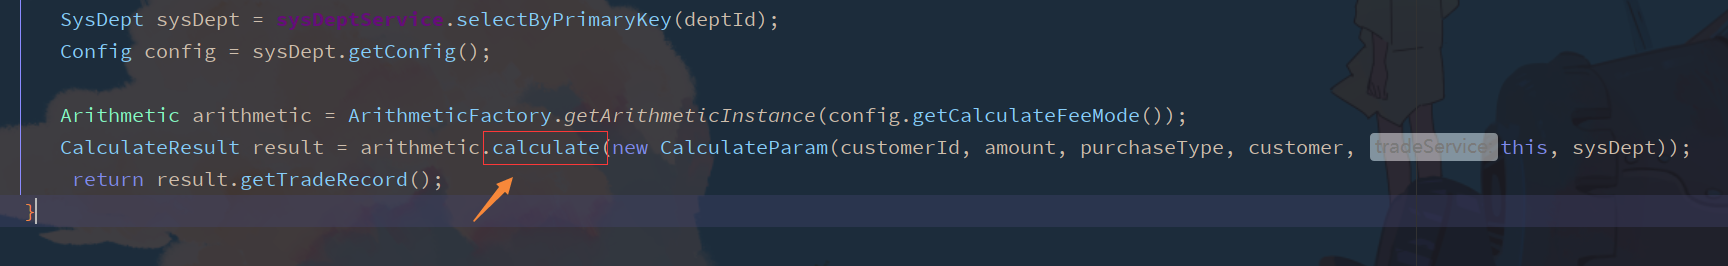 SysDept sysDept = sysDeptService.selectByPrimaryKey(deptId);
Config config = sysDept.getConfig();
Arithmetic arithmetic = ArithmeticFactory.getArithmeticInstance(config.getCalculateFeeMode());
CalculateResult result = arithmetic.calculate(new CalculateParam(customerId, amount, purchaseType, customer, tradeService: this, sysDept));
return result.getTradeRecord();
}